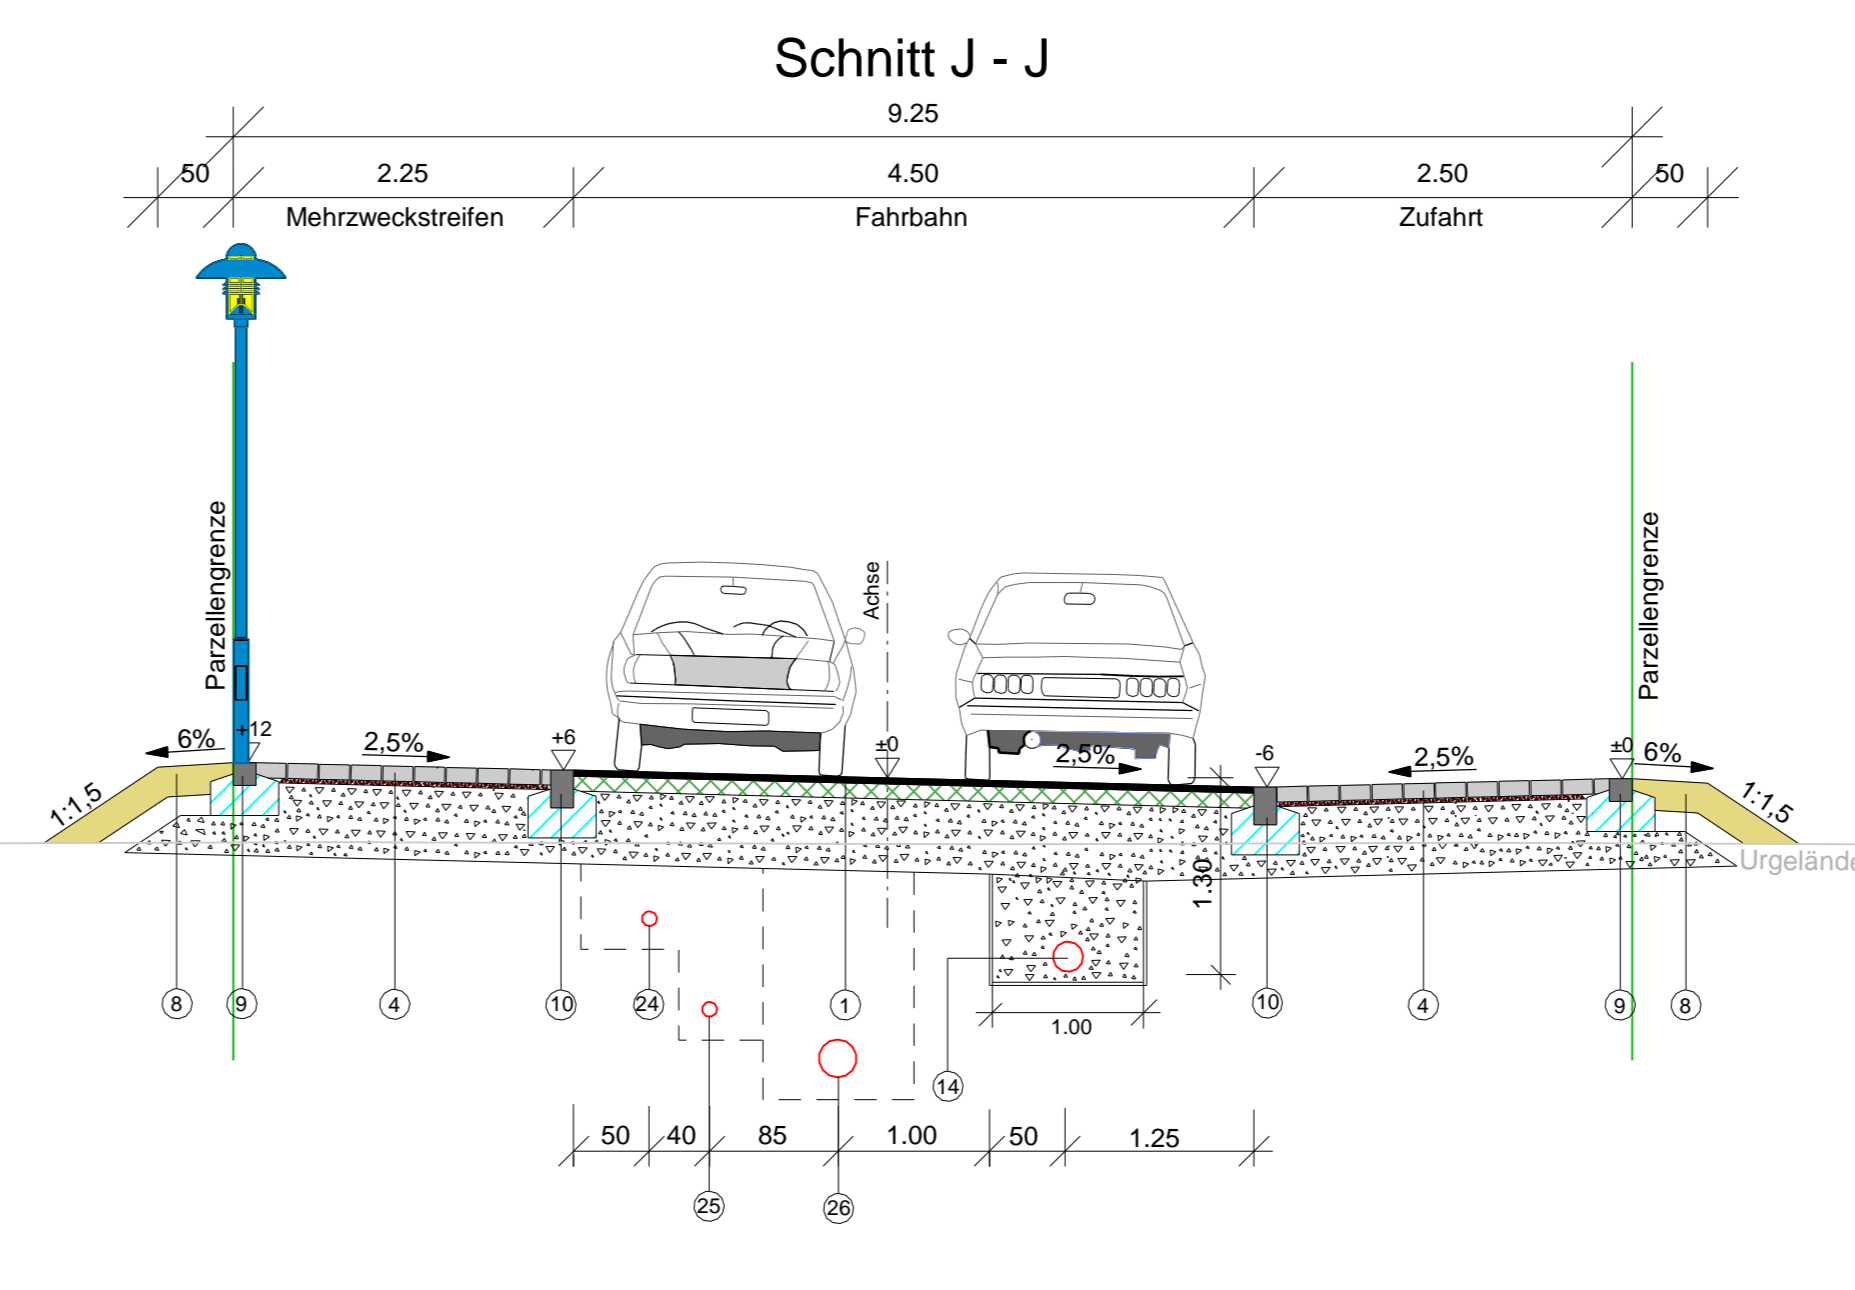 Schnitt J - J
9.25
50 2.25 4.50 2.50 50
Mehrzweckstreifen Fahrbahn Zufahrt
Parzellengrenze
Achse
Parzellengrenze
+12 +6 ±0 -6 ±0
6% 2,5% 2,5% 2,5% 6%
1:1,5 1:1,5
Urgelände
1.30
8 9 4 10 24 1 10 4 9 8
1.00
14
50 40 85 1.00 50 1.25
25 26